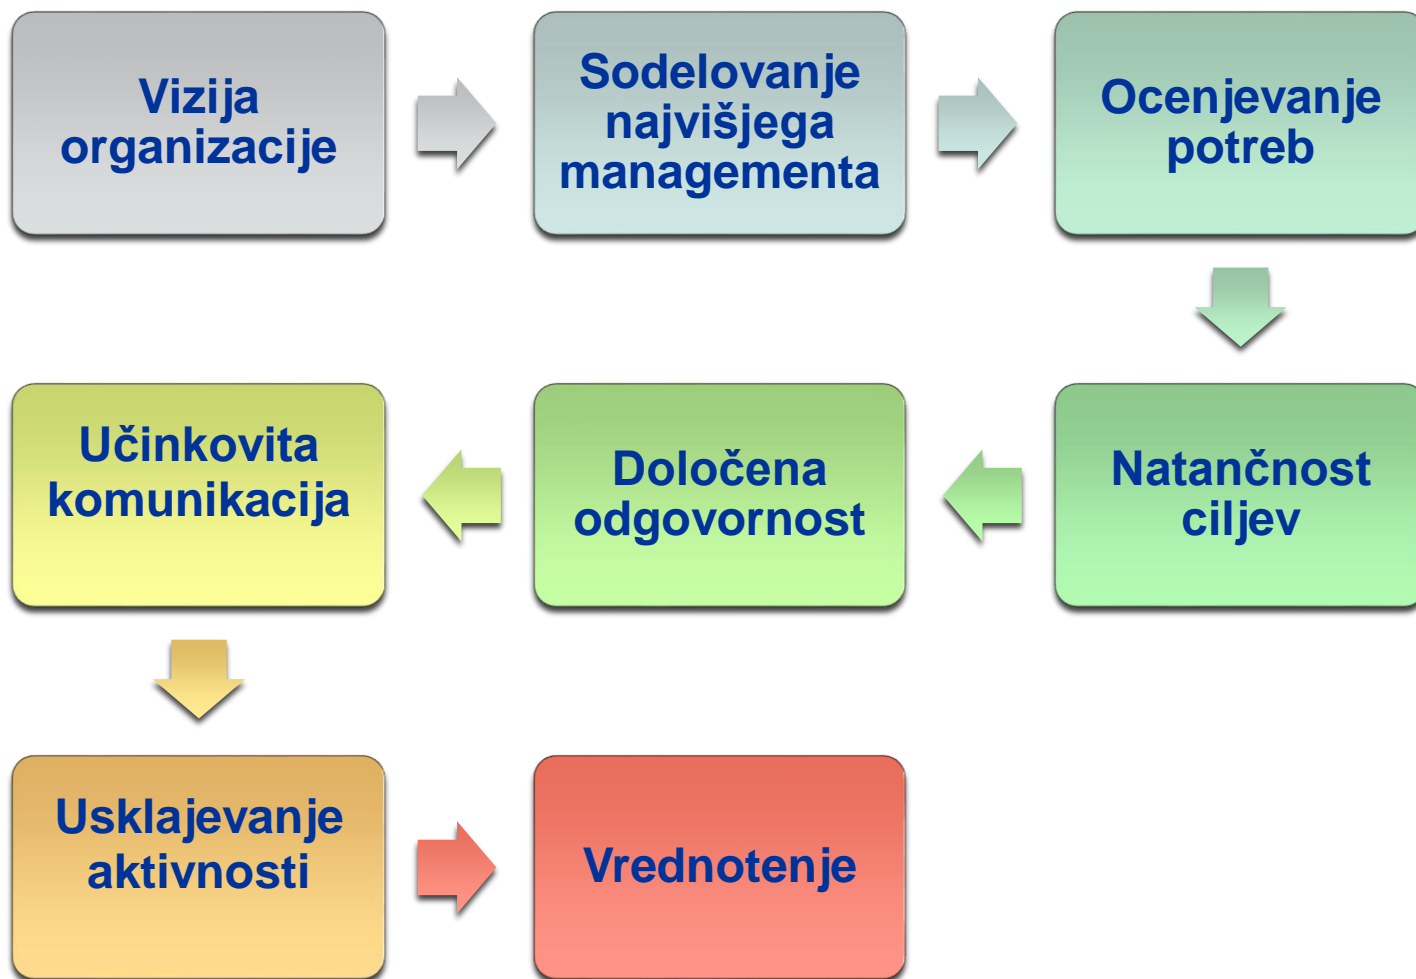 Vizija
organizacije
Sodelovanje
najvišjega
managementa
Ocenjevanje
potreb
Natančnost
ciljev
Določena
odgovornost
Učinkovita
komunikacija
Usklajevanje
aktivnosti
Vrednotenje